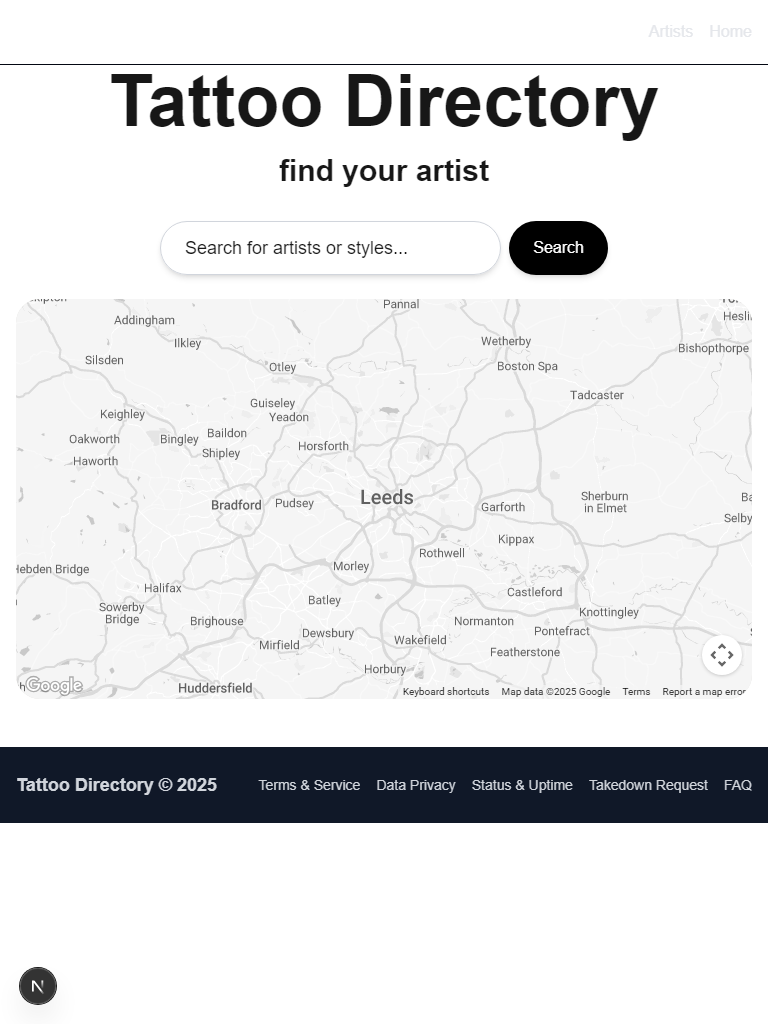 Artists Home
Tattoo Directory
find your artist
Search for artists or styles...
Search
Pannal
Addingham
Heslin
Ilkley
Wetherby
Bishopthorpe
Silsden
Otley
Boston Spa
Tadcaster
Guiseley
Keighley
Yeadon
Oakworth
Bingley
Baildon
Horsforth
Shipley
Haworth
Leeds
Sherburn
in Elmet
Bradford
Pudsey
Garforth
Selby
Kippax
Rothwell
Hebden Bridge
Morley
Halifax
Castleford
Sowerby
Bridge
Batley
Knottingley
Brighouse
Normanton
Dewsbury
Pontefract
Mirfield
Wakefield
Featherstone
Horbury
Huddersfield
Google
Keyboard shortcuts
Map data ©2025 Google
Terms
Report a map error
Tattoo Directory © 2025
Terms & Service
Data Privacy
Status & Uptime
Takedown Request
FAQ
N